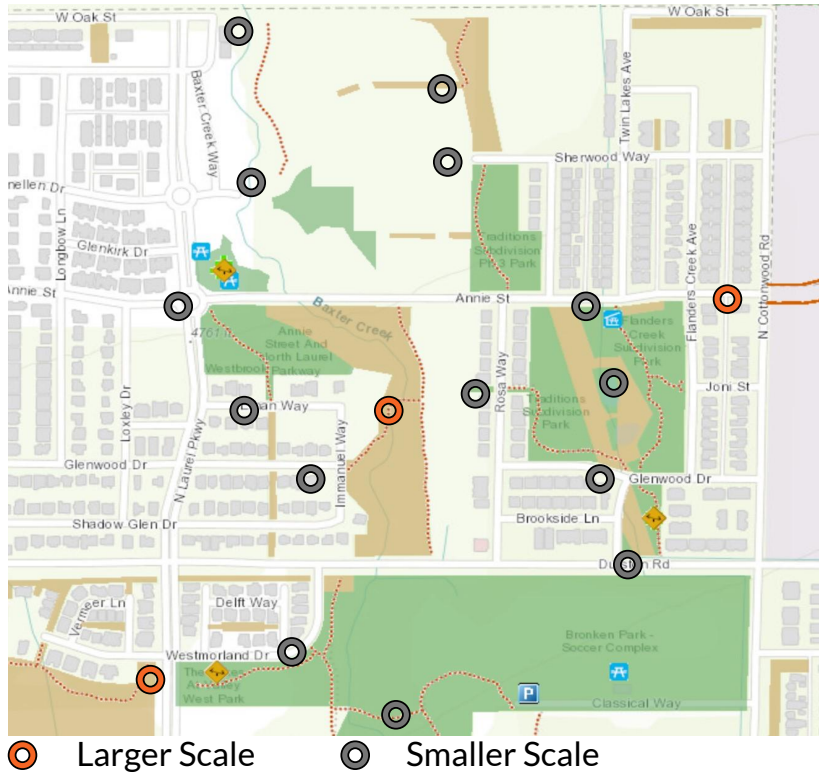 W Oak St
W Oak St
Baxter Creek Way
Twin Lakes Ave
Sherwood Way
nellen Dr
Longbow Ln
Glenkirk Dr
Traditions
Subdivision
Ph 3 Park
Flanders Creek Ave
N Cottonwood Rd
Annie St
Annie St
Baxter Creek
4761 ft
Annie
Street And
North Laurel
Parkway
Westbrook
Flanders
Creek
Subdivision
Park
Loxley Dr
Rosa Way
Joni St
Traditions
Subdivision
Park
Way
N Laurel Pkwy
Immanuel Way
Glenwood Dr
Glenwood Dr
Shadow Glen Dr
Brookside Ln
Durston Rd
Vermeer Ln
Delft Way
Westmorland Dr
West Park
Bronken Park -
Soccer Complex
P
Classical Way
Larger Scale
Smaller Scale